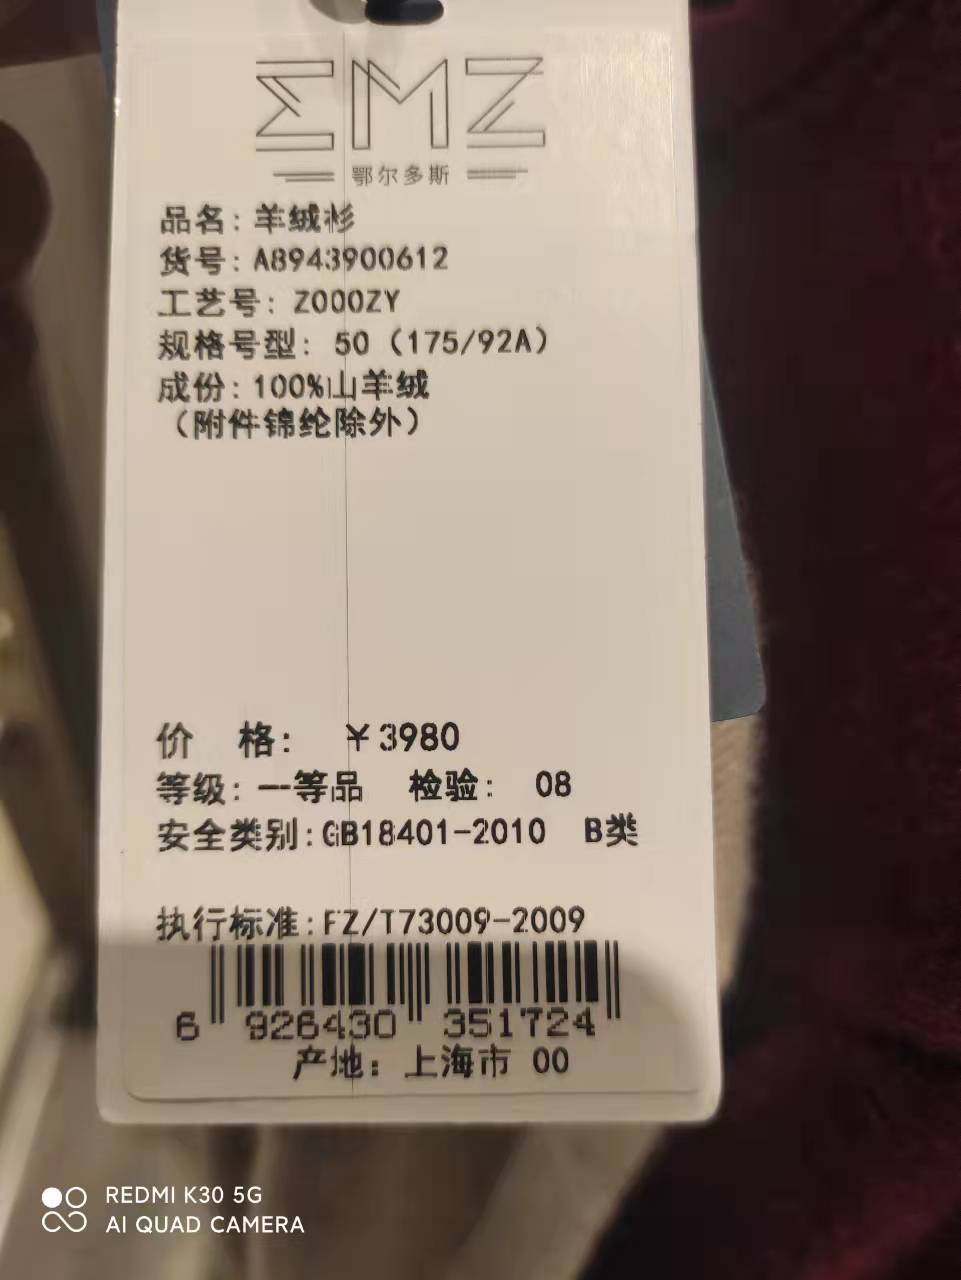 ΣMZ
鄂尔多斯
品名:羊绒衫
货号:A8943900612
工艺号:Z000ZY
规格号型:50(175/92A)
成份:100%山羊绒
(附件锦纶除外)
价 格: ¥3980
等级:一等品 检验: 08
安全类别:GB18401-2010 B类
执行标准:FZ/T73009-2009
6 926430 351724
产地:上海市 00
REDMI K30 5G
AI QUAD CAMERA